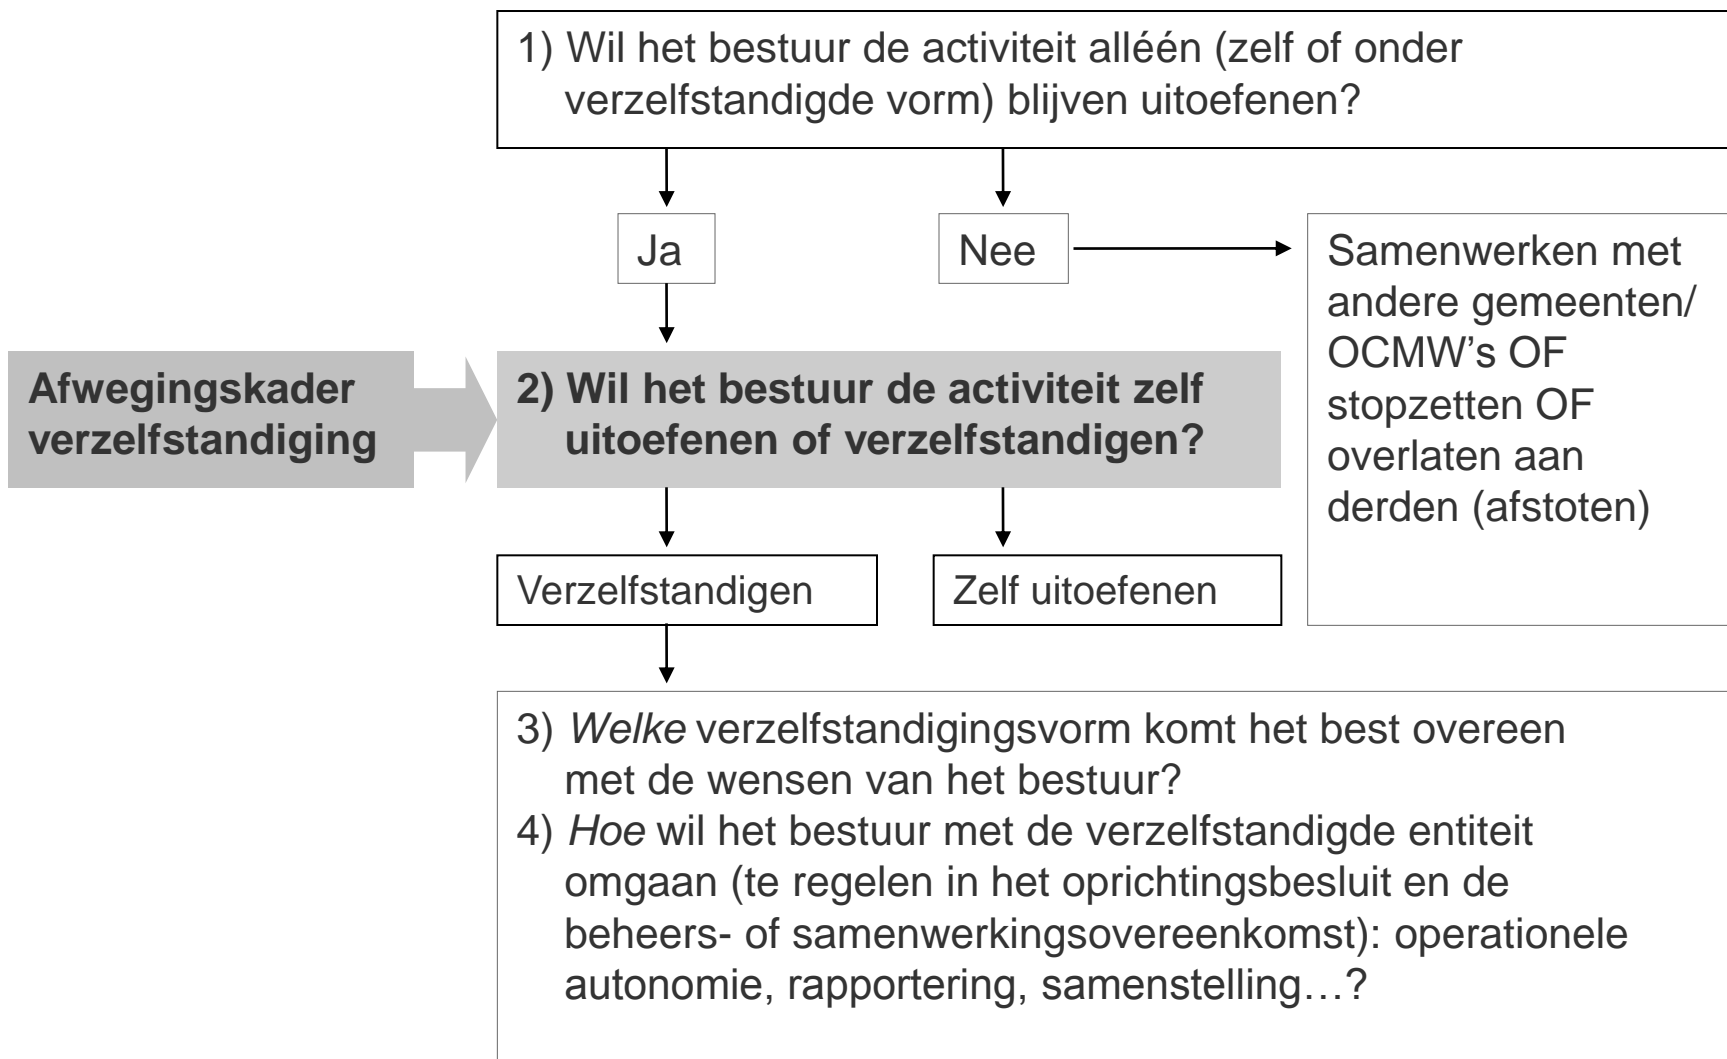 1) Wil het bestuur de activiteit alléén (zelf of onder
verzelfstandigde vorm) blijven uitoefenen?
Ja
Nee
Samenwerken met
andere gemeenten/
OCMW’s OF
stopzetten OF
overlaten aan
derden (afstoten)
Afwegingskader
verzelfstandiging
2) Wil het bestuur de activiteit zelf
uitoefenen of verzelfstandigen?
Verzelfstandigen
Zelf uitoefenen
3) Welke verzelfstandigingsvorm komt het best overeen
met de wensen van het bestuur?
4) Hoe wil het bestuur met de verzelfstandigde entiteit
omgaan (te regelen in het oprichtingsbesluit en de
beheers- of samenwerkingsovereenkomst): operationele
autonomie, rapportering, samenstelling…?